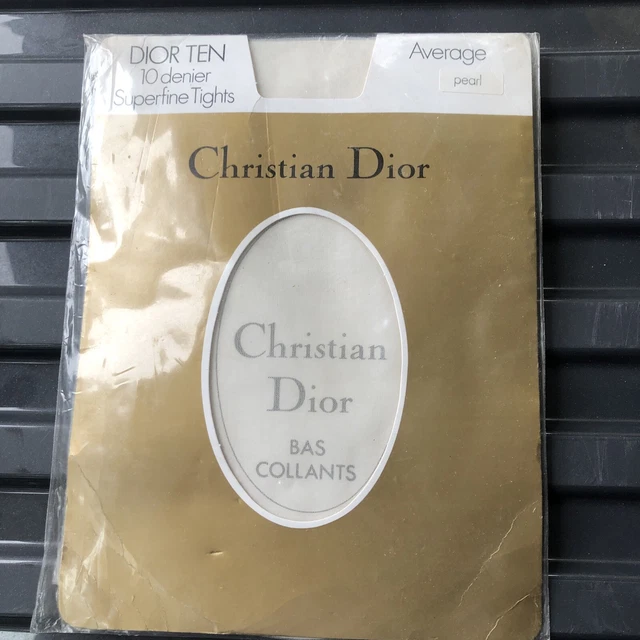 DIOR TEN
10 denier
Superfine Tights
Average
pearl
Christian Dior
Christian
Dior
BAS
COLLANTS